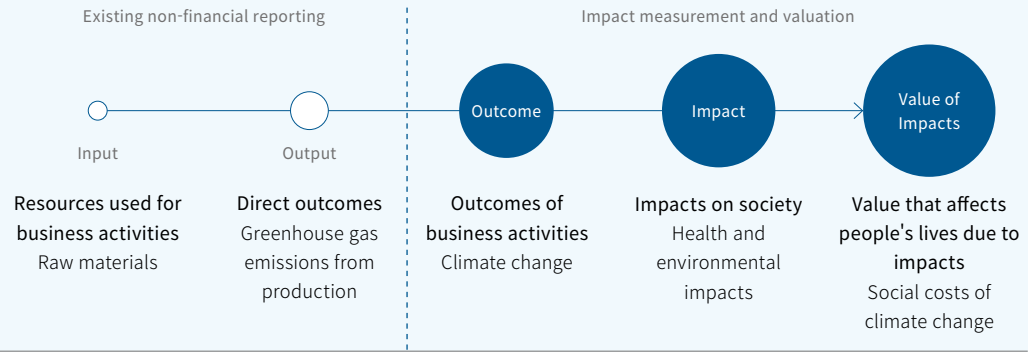 Existing non-financial reporting
Impact measurement and valuation
Input
Output
Outcome
Impact
Value of
Impacts
Resources used for
business activities
Raw materials
Direct outcomes
Greenhouse gas
emissions from
production
Outcomes of
business activities
Climate change
Impacts on society
Health and
environmental
impacts
Value that affects
people's lives due to
impacts
Social costs of
climate change